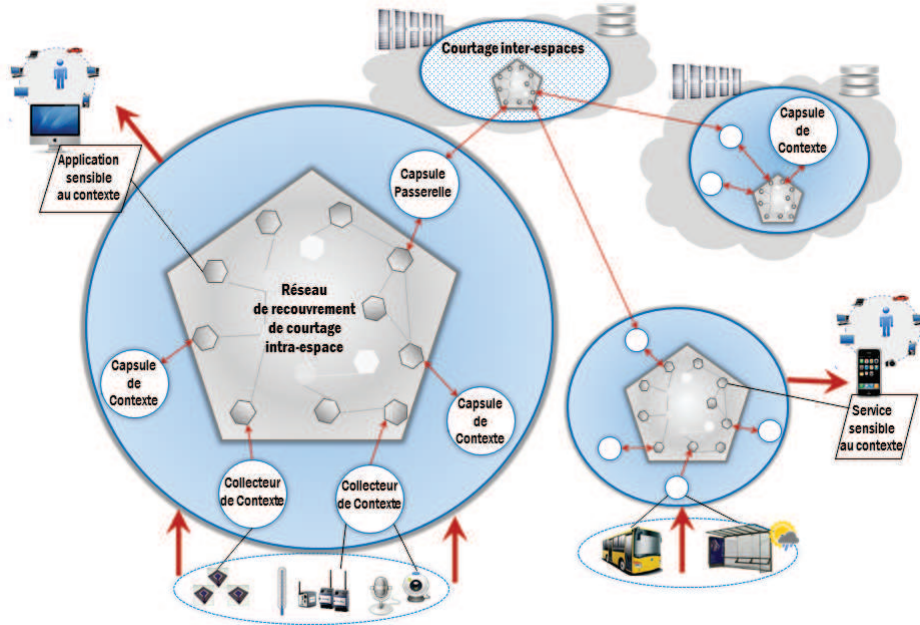 Courtage inter-espaces
Capsule
de
Contexte
Application
sensible
au contexte
Capsule
Passerelle
Réseau
de recouvrement
de courtage
intra-espace
Capsule
de
Contexte
Capsule
de Contexte
Service
sensible
au contexte
Collecteur
de Contexte
Collecteur
de Contexte